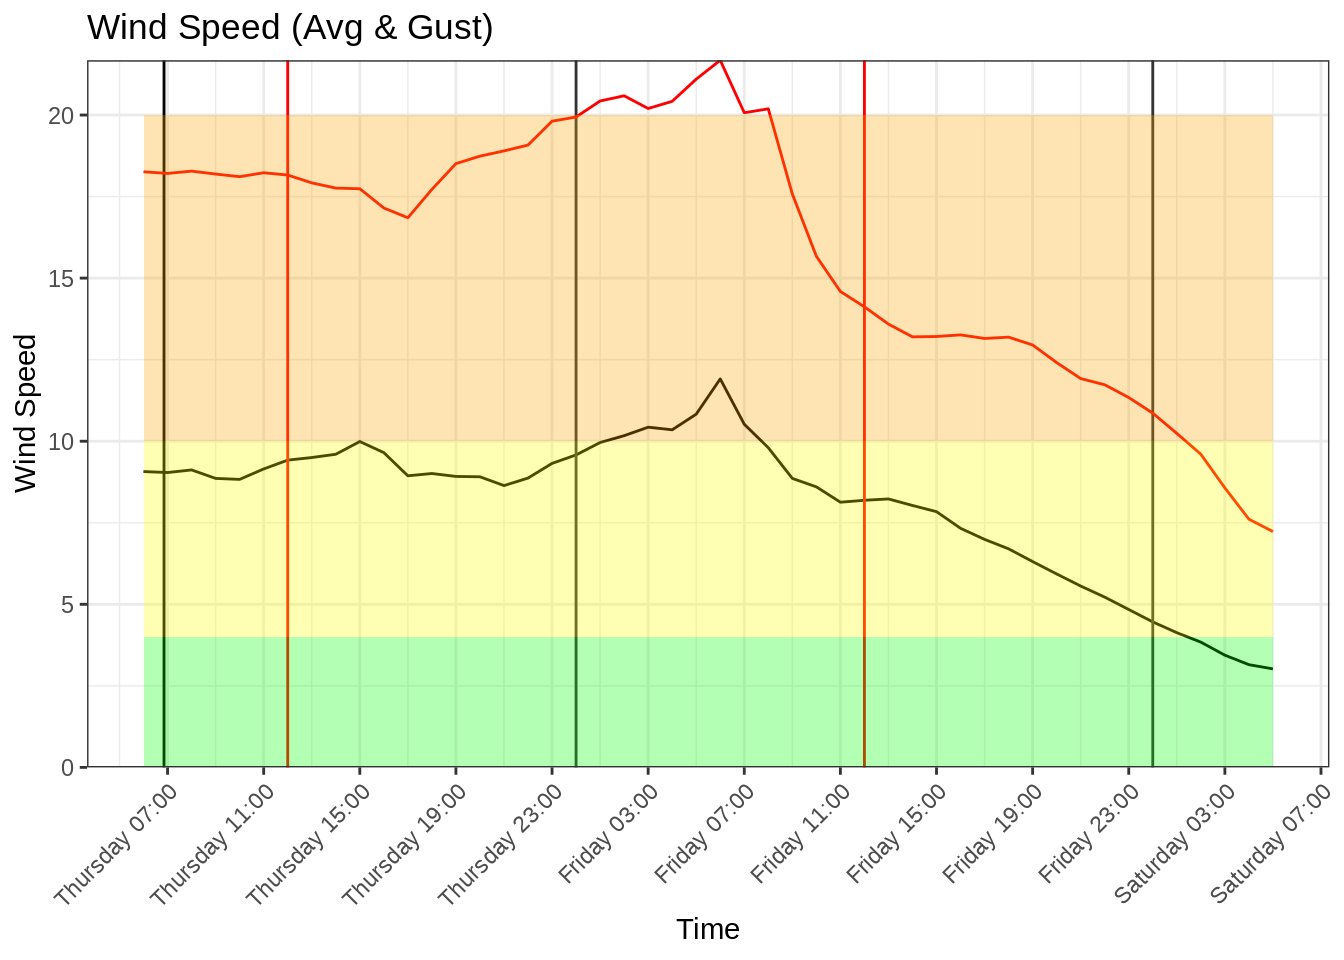 Wind Speed (Avg & Gust)
Wind Speed
20
15
10
5
0
Thursday 07:00
Thursday 11:00
Thursday 15:00
Thursday 19:00
Thursday 23:00
Friday 03:00
Friday 07:00
Friday 11:00
Friday 15:00
Friday 19:00
Friday 23:00
Saturday 03:00
Saturday 07:00
Time